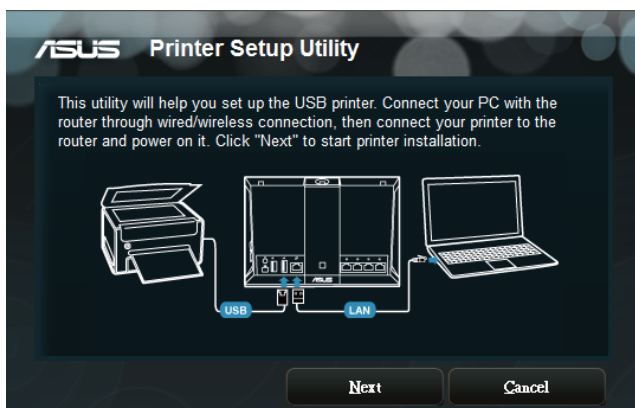 ASUS Printer Setup Utility
This utility will help you set up the USB printer. Connect your PC with the
router through wired/wireless connection, then connect your printer to the
router and power on it. Click "Next" to start printer installation.
ASUS
USB
LAN
Next
Cancel